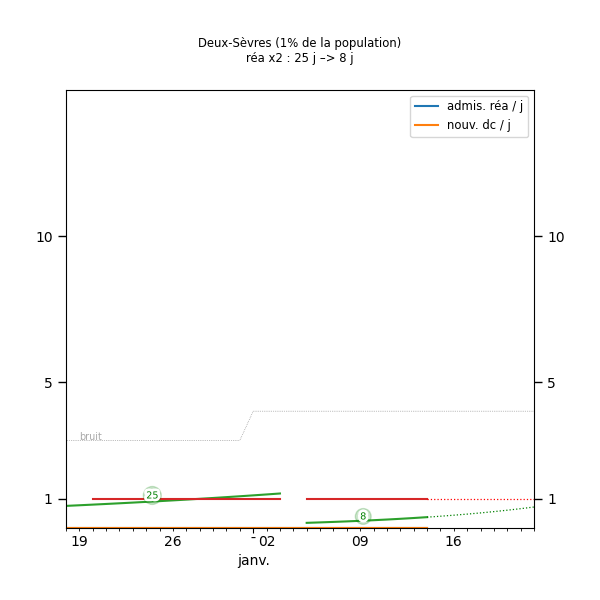 Deux-Sèvres (1% de la population)
réa x2 : 25 j –> 8 j
admis. réa / j
nouv. dc / j
10
10
5
5
bruit
25
1
1
8
19
26
02
09
16
janv.